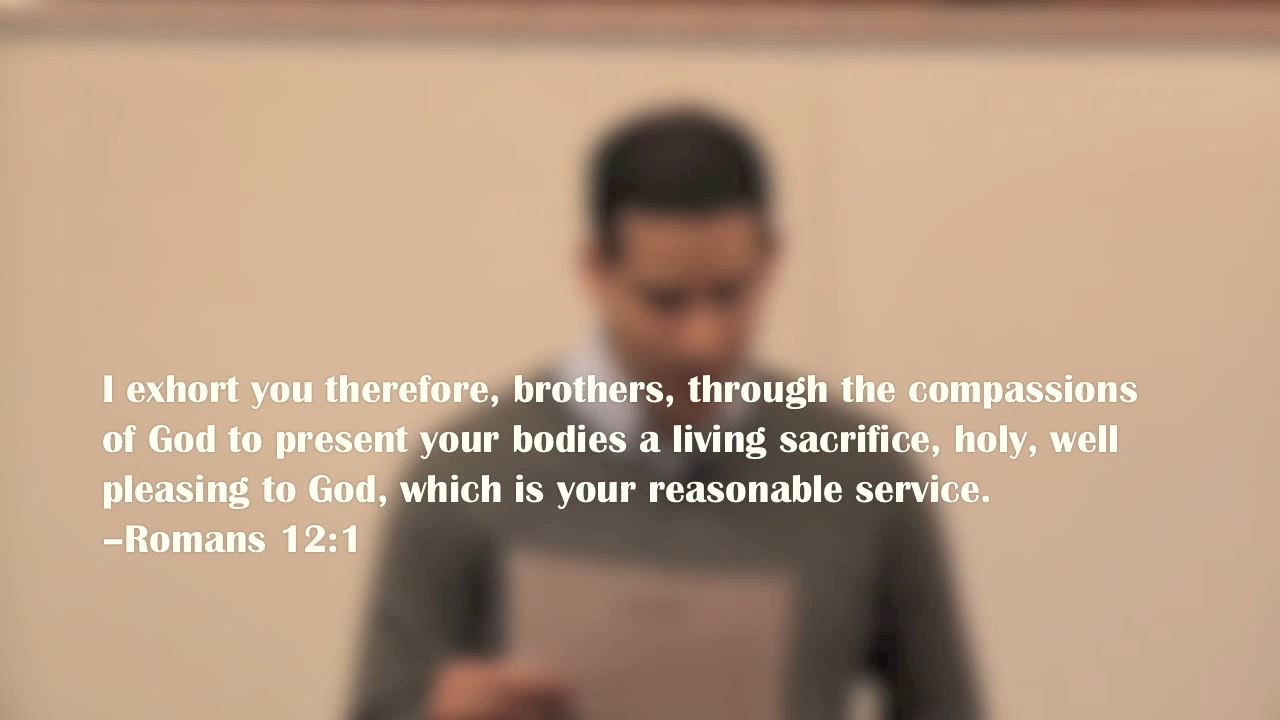 I exhort you therefore, brothers, through the compassions
of God to present your bodies a living sacrifice, holy, well
pleasing to God, which is your reasonable service.
–Romans 12:1